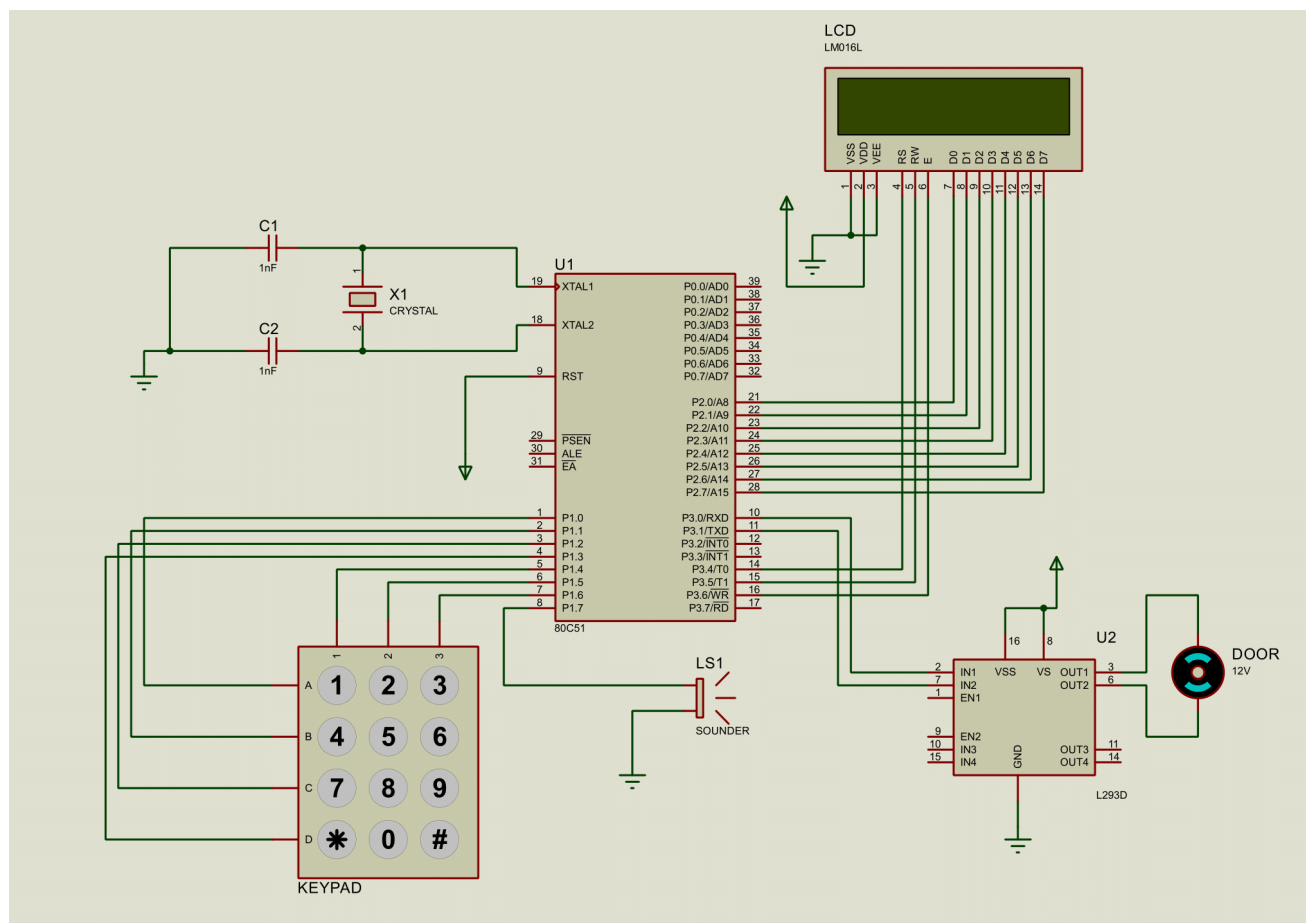 LCD
LM016L
VSS
VDD
VEE
RS
RW
E
D0
D1
D2
D3
D4
D5
D6
D7
1
2
3
4
5
6
7
8
9
10
11
12
13
14
C1
1nF
X1
CRYSTAL
1
2
C2
1nF
U1
19 XTAL1
18 XTAL2
9 RST
29 PSEN
30 ALE
31 EA
1 P1.0
2 P1.1
3 P1.2
4 P1.3
5 P1.4
6 P1.5
7 P1.6
8 P1.7
P0.0/AD0 39
P0.1/AD1 38
P0.2/AD2 37
P0.3/AD3 36
P0.4/AD4 35
P0.5/AD5 34
P0.6/AD6 33
P0.7/AD7 32
P2.0/A8 21
P2.1/A9 22
P2.2/A10 23
P2.3/A11 24
P2.4/A12 25
P2.5/A13 26
P2.6/A14 27
P2.7/A15 28
P3.0/RXD 10
P3.1/TXD 11
P3.2/INT0 12
P3.3/INT1 13
P3.4/T0 14
P3.5/T1 15
P3.6/WR 16
P3.7/RD 17
80C51
1 2 3
A 1 2 3
B 4 5 6
C 7 8 9
D * 0 #
KEYPAD
LS1
SOUNDER
U2
16 8
VSS VS
2 IN1
7 IN2
1 EN1
9 EN2
10 IN3
15 IN4
GND
OUT1 3
OUT2 6
OUT3 11
OUT4 14
L293D
DOOR
12V